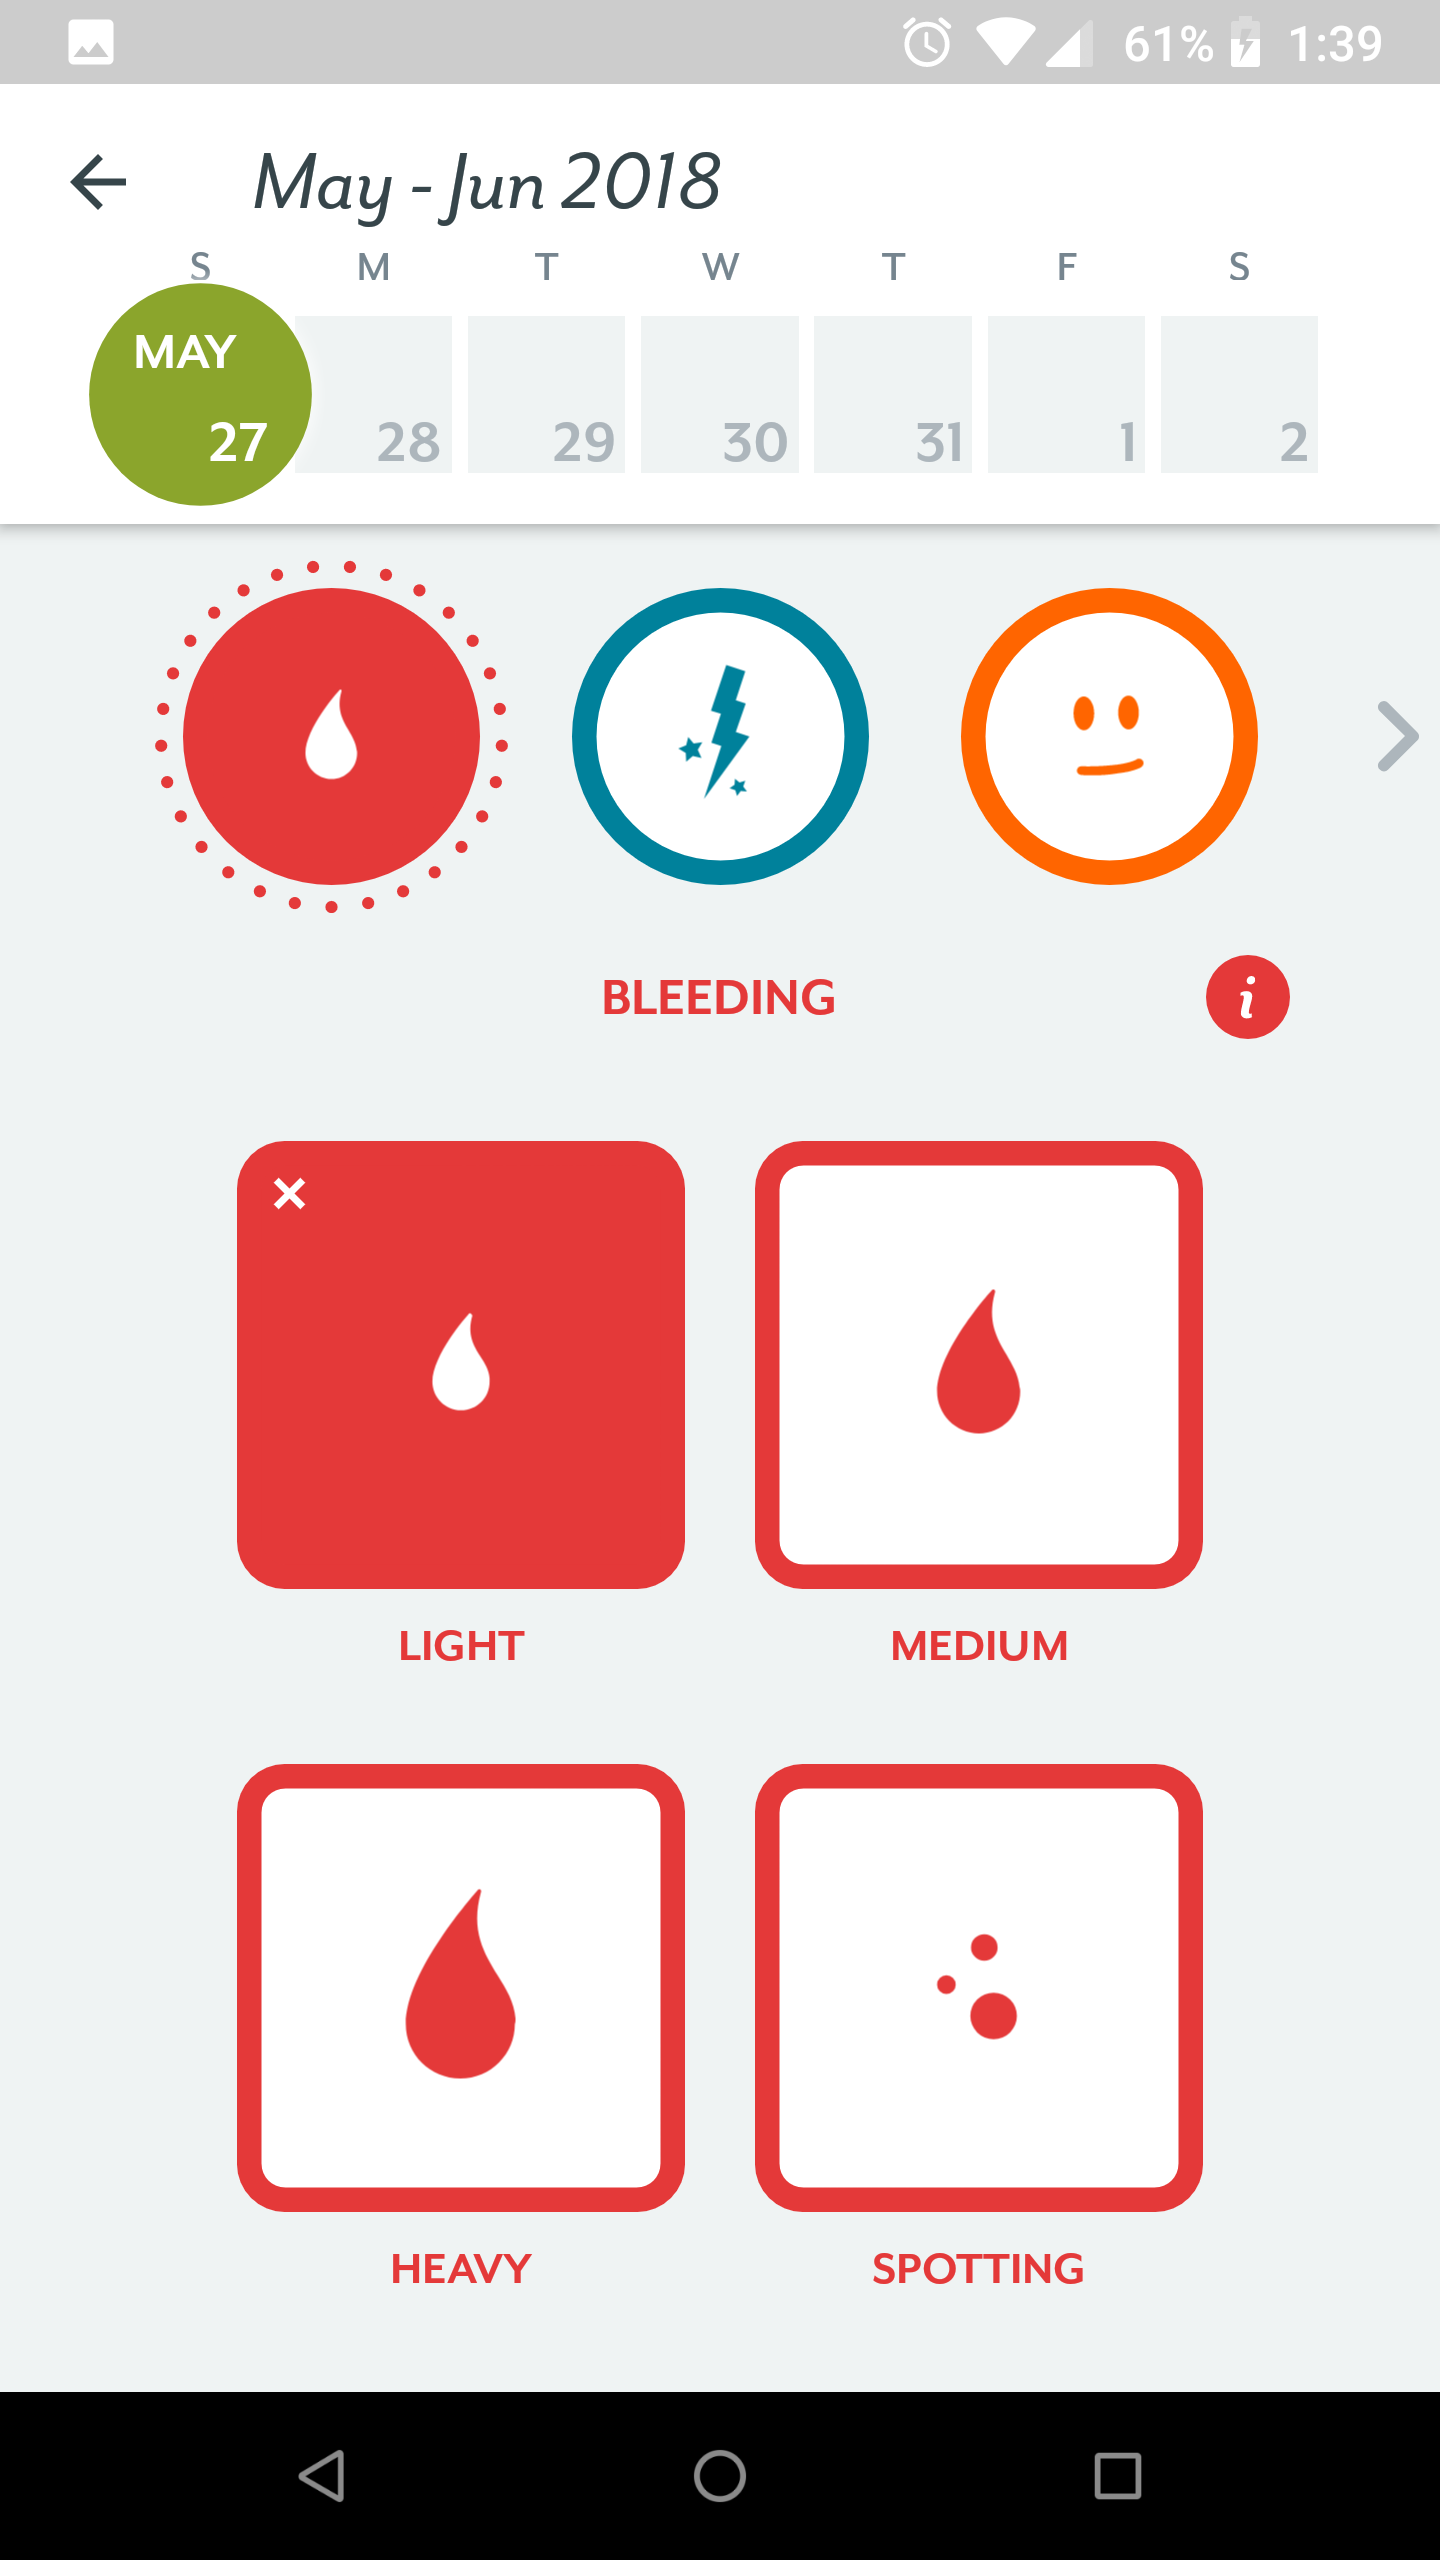 61% 1:39
May - Jun 2018
S M T W T F S
MAY
27 28 29 30 31 1 2
BLEEDING i
LIGHT MEDIUM
HEAVY SPOTTING